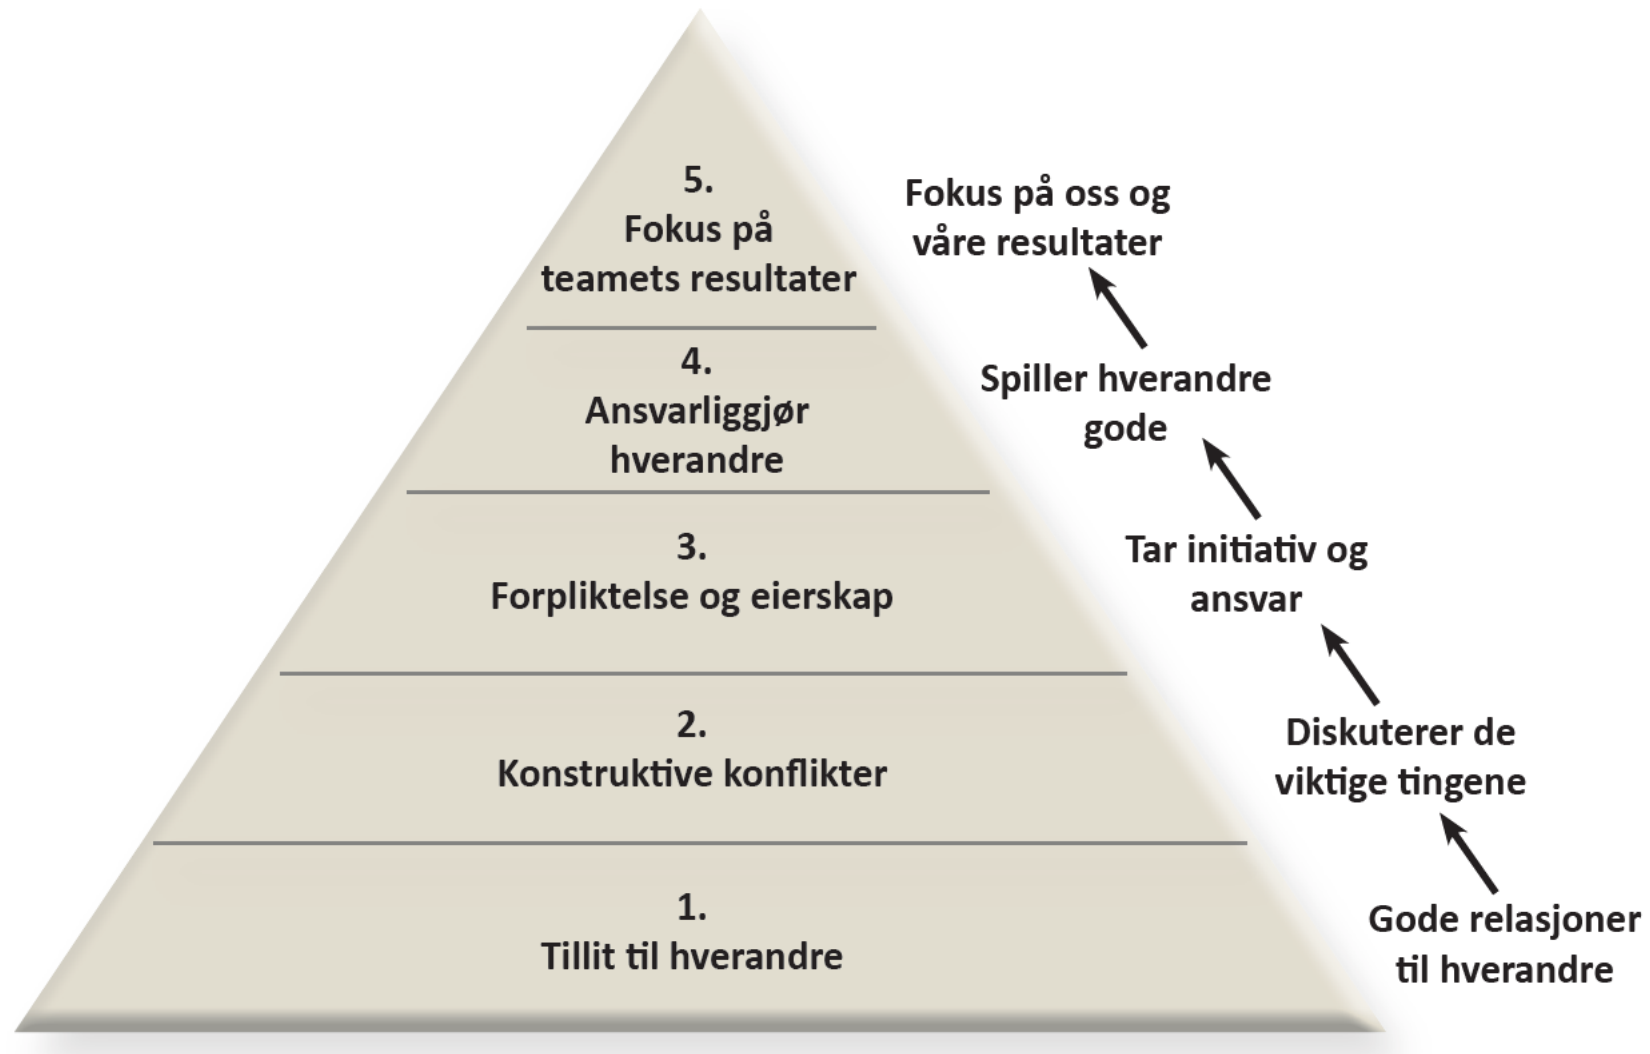 5.
Fokus på
teamets resultater
Fokus på oss og
våre resultater
4.
Ansvarliggjør
hverandre
Spiller hverandre
gode
3.
Forpliktelse og eierskap
Tar initiativ og
ansvar
2.
Konstruktive konflikter
Diskuterer de
viktige tingene
1.
Tillit til hverandre
Gode relasjoner
til hverandre